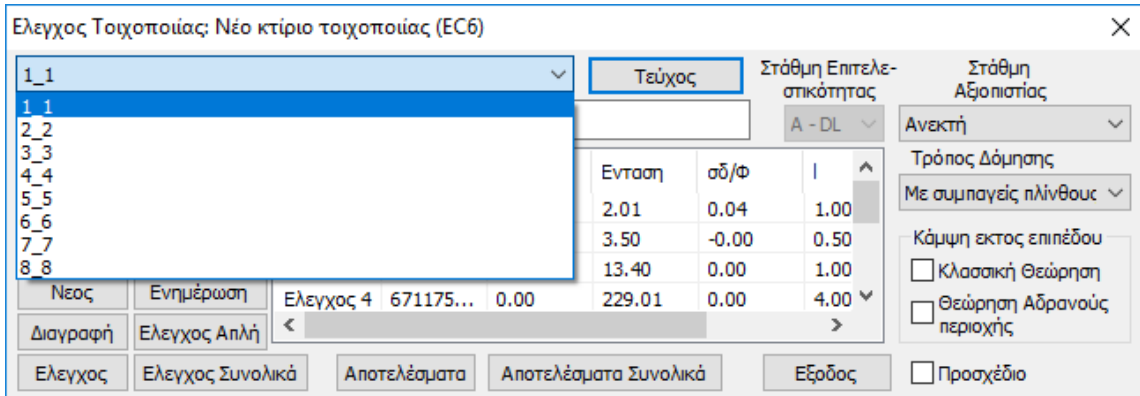 Ελεγχος Τοιχοποιίας: Νέο κτίριο τοιχοποιίας (EC6)
1_1
Τεύχος
Στάθμη Επιτελε-
στικότητας
Στάθμη
Αξιοπιστίας
1_1
2_2
3_3
4_4
5_5
6_6
7_7
8_8
A - DL
Ανεκτή
Τρόπος Δόμησης
Με συμπαγείς πλίνθους
Ενταση σδ/Φ l
2.01 0.04 1.00
3.50 -0.00 0.50
13.40 0.00 1.00
Ελεγχος 4 671175... 0.00 229.01 0.00 4.00
Κάμψη εκτος επιπέδου
Κλασσική Θεώρηση
Θεώρηση Αδρανούς
περιοχής
Νεος Ενημέρωση
Διαγραφή Ελεγχος Απλή
Ελεγχος Ελεγχος Συνολικά Αποτελέσματα Αποτελέσματα Συνολικά Εξοδος Προσχέδιο